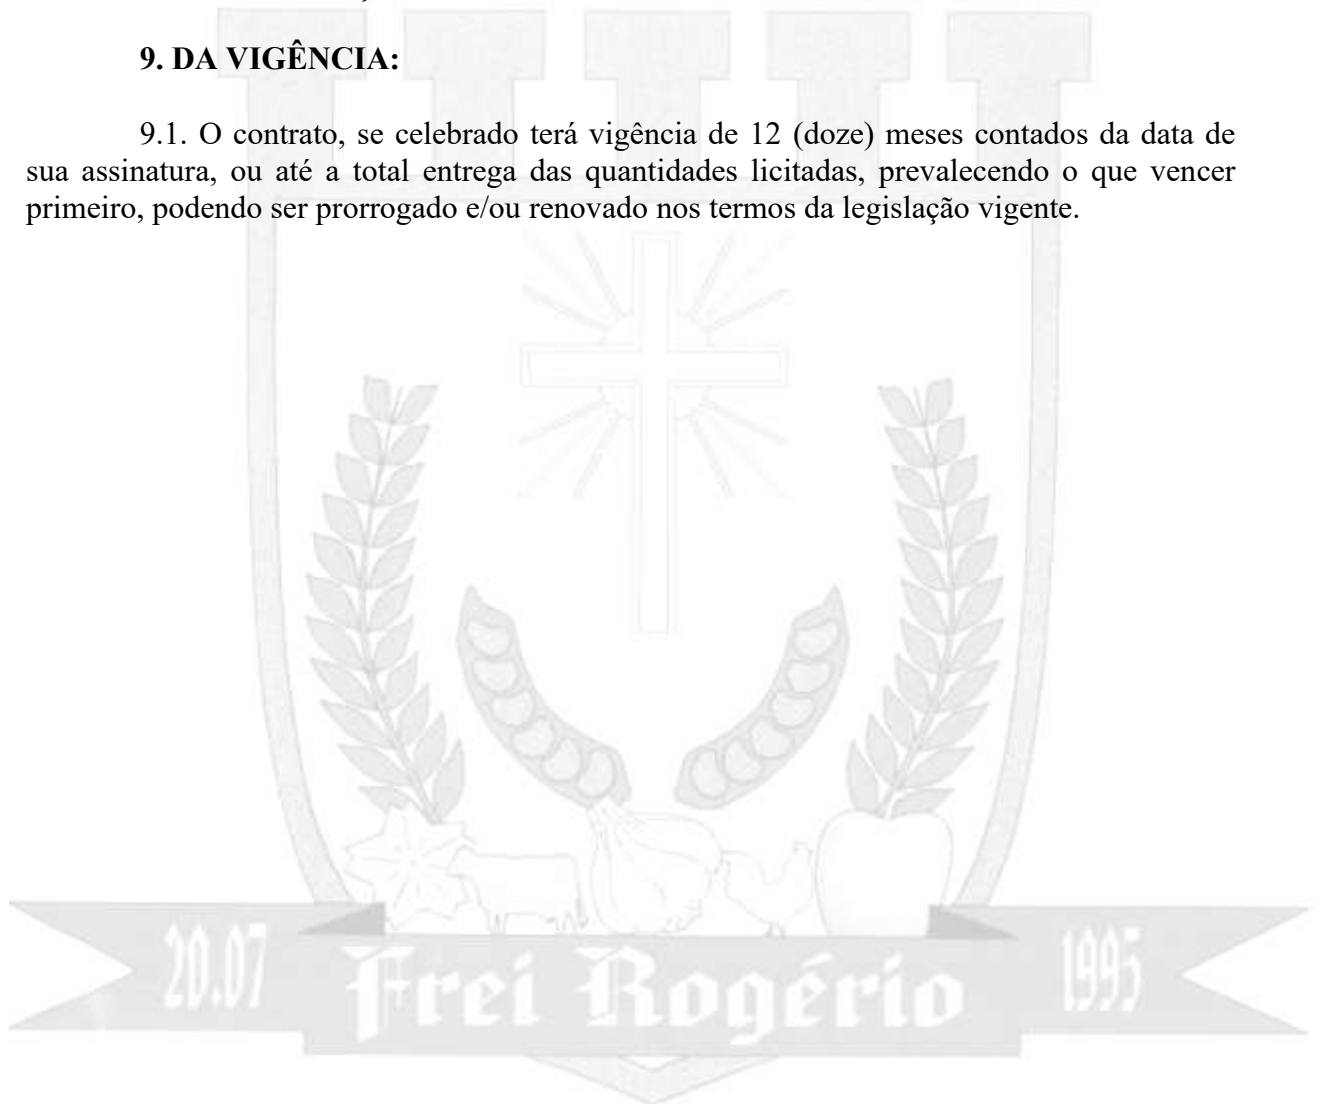 9. DA VIGÊNCIA:
9.1. O contrato, se celebrado terá vigência de 12 (doze) meses contados da data de
sua assinatura, ou até a total entrega das quantidades licitadas, prevalecendo o que vencer
primeiro, podendo ser prorrogado e/ou renovado nos termos da legislação vigente.
20.07 Frei Rogério 1995